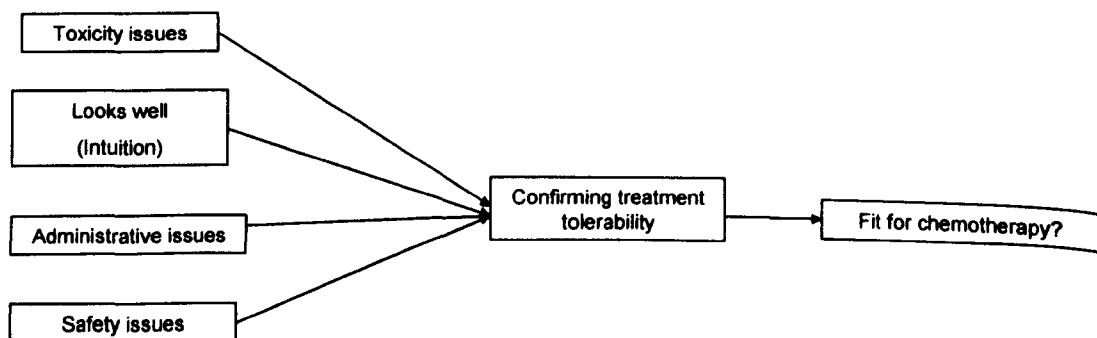 Toxicity issues
Looks well
(Intuition)
Administrative issues
Safety issues
Confirming treatment
tolerability
Fit for chemotherapy?